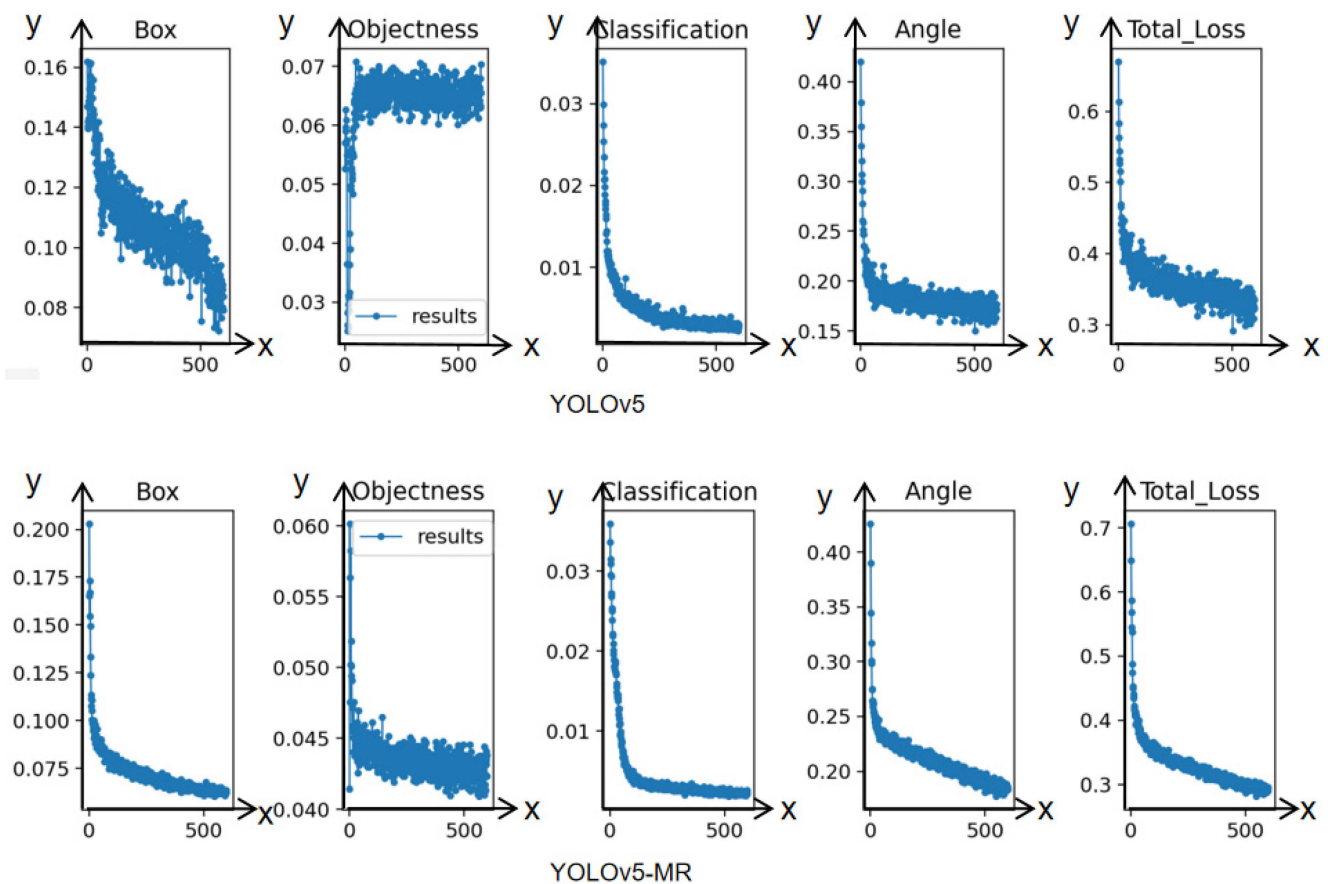 y Box y Objectness y Classification y Angle y Total_Loss
0.16 0.14 0.12 0.10 0.08
0 500 x
0.07 0.06 0.05 0.04 0.03
results
0 500 x
0.03 0.02 0.01
0 500 x
0.40 0.35 0.30 0.25 0.20 0.15
0 500 x
0.6 0.5 0.4 0.3
0 500 x
YOLOv5
y Box y Objectness y Classification y Angle y Total_Loss
0.200 0.175 0.150 0.125 0.100 0.075
0 500 x
0.060 0.055 0.050 0.045 0.040
results
0 500 x
0.03 0.02 0.01
0 500 x
0.40 0.35 0.30 0.25 0.20
0 500 x
0.7 0.6 0.5 0.4 0.3
0 500 x
YOLOv5-MR